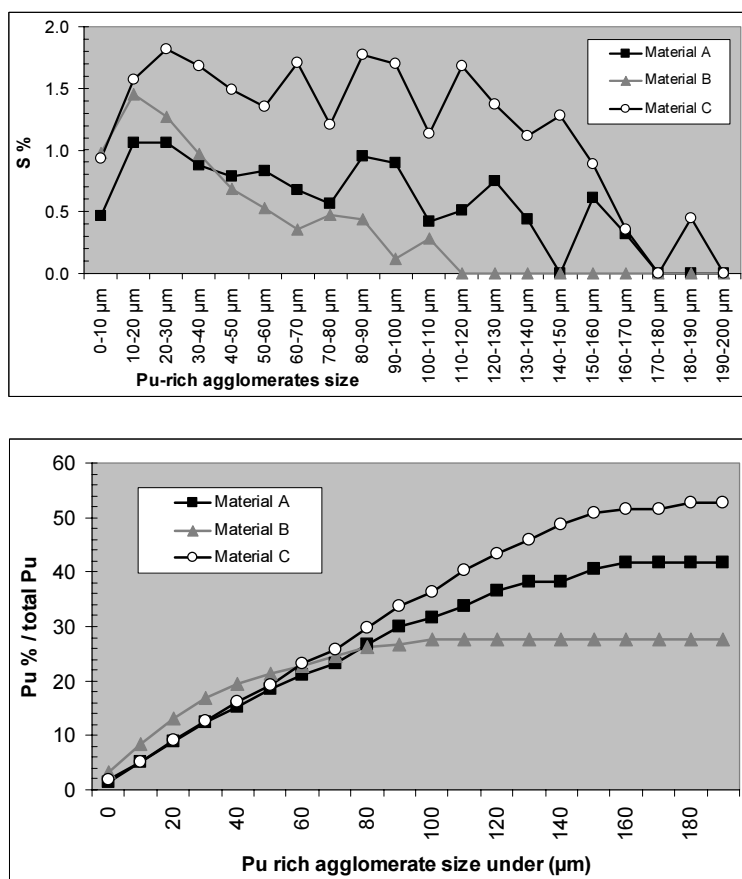 2.0
1.5
1.0
0.5
0.0
S %
Material A
Material B
Material C
0-10 µm
10-20 µm
20-30 µm
30-40 µm
40-50 µm
50-60 µm
60-70 µm
70-80 µm
80-90 µm
90-100 µm
100-110 µm
110-120 µm
120-130 µm
130-140 µm
140-150 µm
150-160 µm
160-170 µm
170-180 µm
180-190 µm
190-200 µm
Pu-rich agglomerates size
60
50
40
30
20
10
0
Pu % / total Pu
Material A
Material B
Material C
0
20
40
60
80
100
120
140
160
180
Pu rich agglomerate size under (µm)